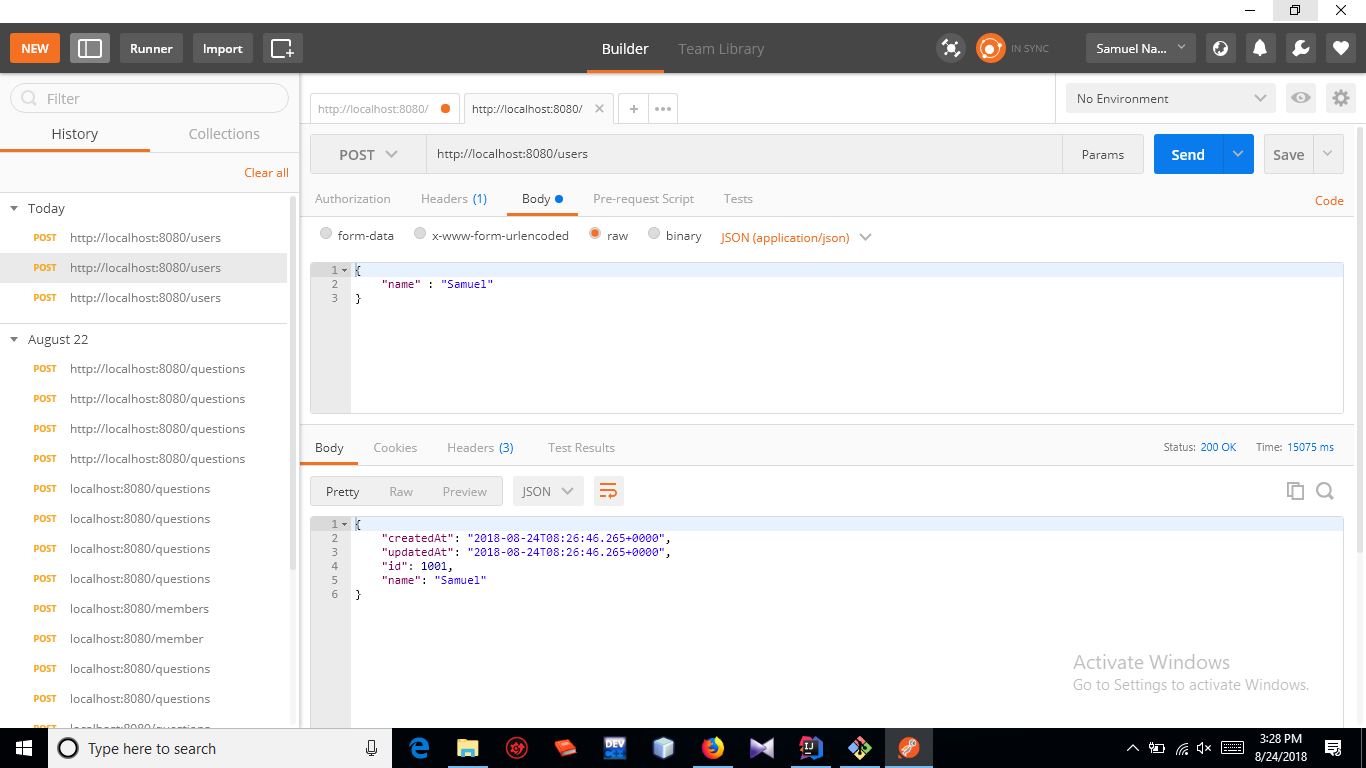 NEW
Runner
Import
Builder
Team Library
IN SYNC
Samuel Na...
Filter
History
Collections
Clear all
Today
POST http://localhost:8080/users
POST http://localhost:8080/users
POST http://localhost:8080/users
August 22
POST http://localhost:8080/questions
POST http://localhost:8080/questions
POST http://localhost:8080/questions
POST http://localhost:8080/questions
POST localhost:8080/questions
POST localhost:8080/questions
POST localhost:8080/questions
POST localhost:8080/questions
POST localhost:8080/members
POST localhost:8080/member
POST localhost:8080/questions
POST localhost:8080/questions
POST localhost:8080/questions
http://localhost:8080/
http://localhost:8080/
No Environment
POST
http://localhost:8080/users
Params
Send
Save
Authorization
Headers (1)
Body
Pre-request Script
Tests
Code
form-data
x-www-form-urlencoded
raw
binary
JSON (application/json)
1 {
2 "name" : "Samuel"
3 }
Body
Cookies
Headers (3)
Test Results
Status: 200 OK
Time: 15075 ms
Pretty
Raw
Preview
JSON
1 {
2 "createdAt": "2018-08-24T08:26:46.265+0000",
3 "updatedAt": "2018-08-24T08:26:46.265+0000",
4 "id": 1001,
5 "name": "Samuel"
6 }
Activate Windows
Go to Settings to activate Windows.
Type here to search
DEV
IJ
3:28 PM
8/24/2018